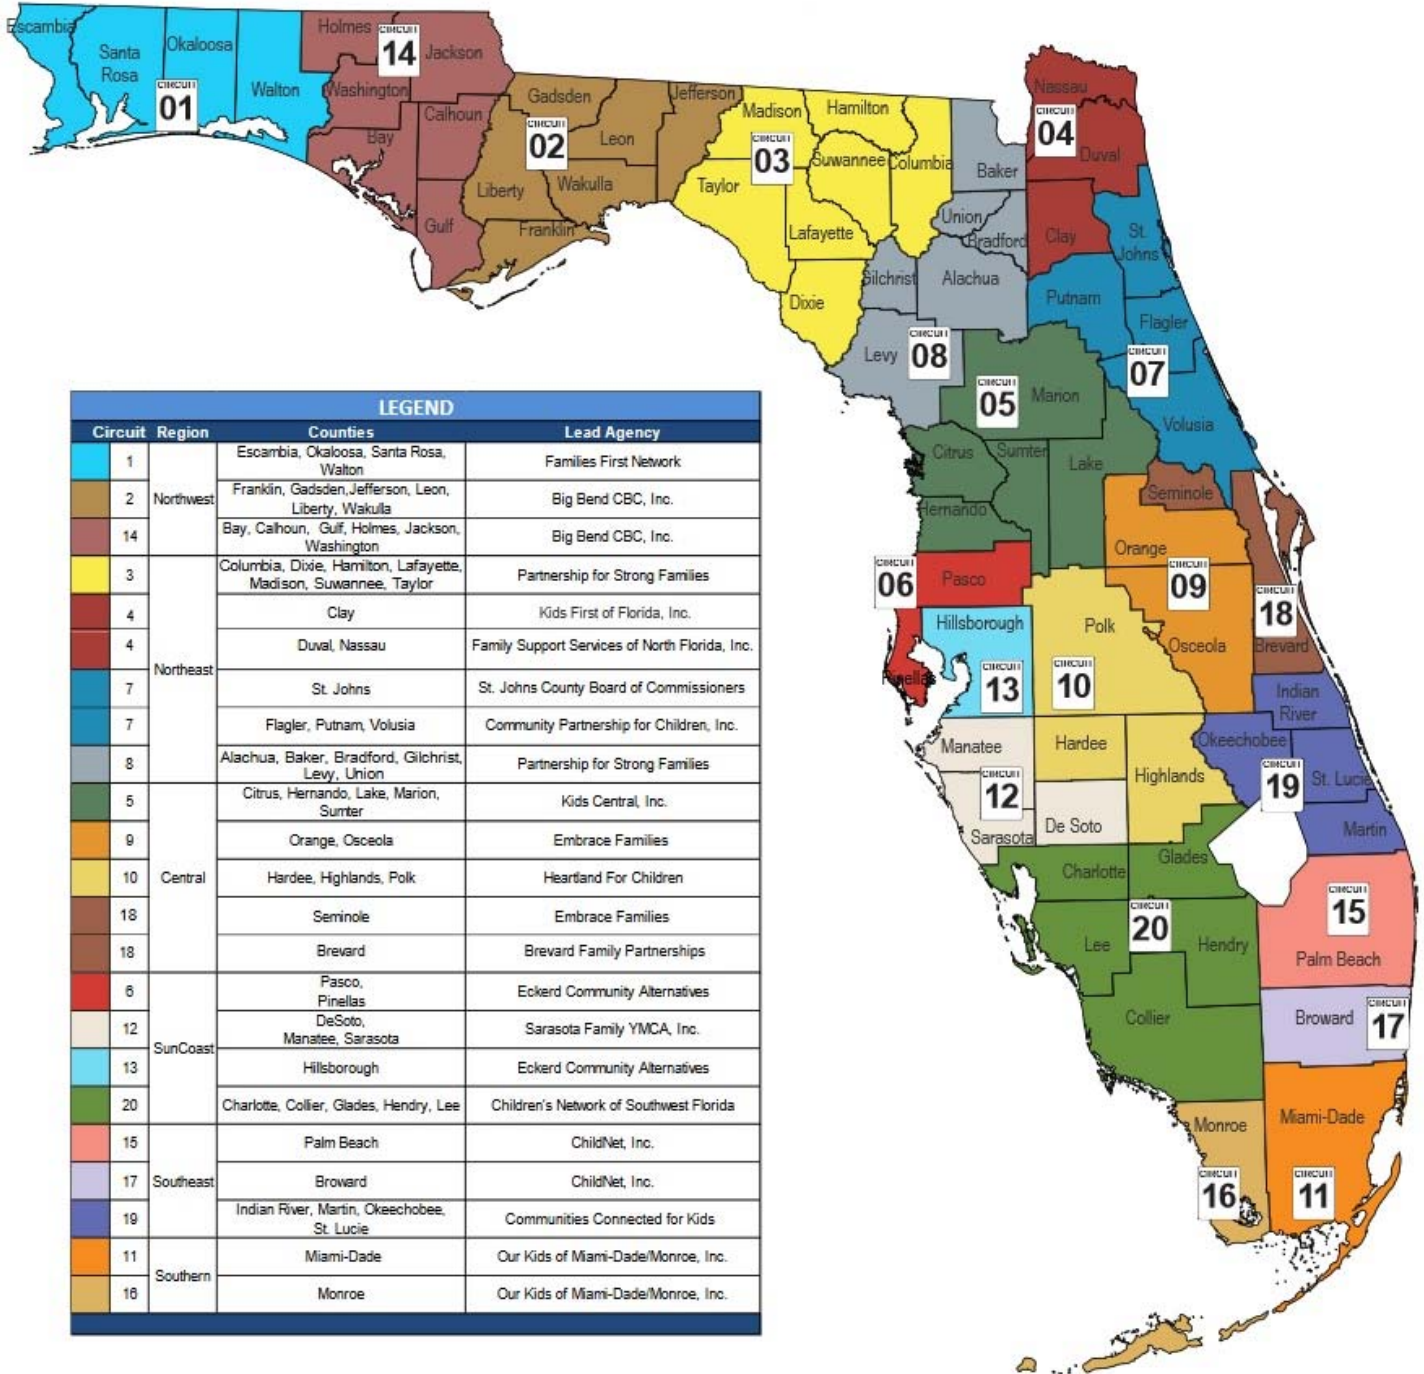 Escambia
Santa
Rosa
Okaloosa
Walton
CIRCUIT
01
Holmes
CIRCUIT
14
Jackson
Washington
Calhoun
Bay
Gulf
Gadsden
Jefferson
CIRCUIT
02
Leon
Liberty
Wakulla
Franklin
Madison
Hamilton
CIRCUIT
03
Suwannee
Columbia
Taylor
Lafayette
Dixie
Nassau
CIRCUIT
04
Duval
Clay
Baker
Union
Bradford
Gilchrist
Alachua
Levy
CIRCUIT
08
St.
Johns
Putnam
Flagler
CIRCUIT
07
Volusia
CIRCUIT
05
Marion
Citrus
Sumter
Lake
Hernando
Seminole
Orange
CIRCUIT
09
Osceola
CIRCUIT
18
Brevard
CIRCUIT
06
Pasco
Pinellas
Hillsborough
CIRCUIT
13
Polk
CIRCUIT
10
Hardee
Highlands
Manatee
CIRCUIT
12
Sarasota
De Soto
Indian
River
Okeechobee
CIRCUIT
19
St. Lucie
Martin
Charlotte
Glades
CIRCUIT
20
Lee
Hendry
Collier
CIRCUIT
15
Palm Beach
Broward
CIRCUIT
17
Monroe
CIRCUIT
16
Miami-Dade
CIRCUIT
11
LEGEND
Circuit Region Counties Lead Agency
1 Escambia, Okaloosa, Santa Rosa,
Walton Families First Network
Northwest
2 Franklin, Gadsden,Jefferson, Leon,
Liberty, Wakulla Big Bend CBC, Inc.
14 Bay, Calhoun, Gulf, Holmes, Jackson,
Washington Big Bend CBC, Inc.
3 Columbia, Dixie, Hamilton, Lafayette,
Madison, Suwannee, Taylor Partnership for Strong Families
4 Clay Kids First of Florida, Inc.
4 Duval, Nassau Family Support Services of North Florida, Inc.
Northeast
7 St. Johns St. Johns County Board of Commissioners
7 Flagler, Putnam, Volusia Community Partnership for Children, Inc.
8 Alachua, Baker, Bradford, Gilchrist,
Levy, Union Partnership for Strong Families
5 Citrus, Hernando, Lake, Marion,
Sumter Kids Central, Inc.
9 Orange, Osceola Embrace Families
10 Central Hardee, Highlands, Polk Heartland For Children
18 Seminole Embrace Families
18 Brevard Brevard Family Partnerships
6 Pasco,
Pinellas Eckerd Community Alternatives
12 DeSoto,
Manatee, Sarasota Sarasota Family YMCA, Inc.
SunCoast
13 Hillsborough Eckerd Community Alternatives
20 Charlotte, Collier, Glades, Hendry, Lee Children's Network of Southwest Florida
15 Palm Beach ChildNet, Inc.
17 Southeast Broward ChildNet, Inc.
19 Indian River, Martin, Okeechobee,
St. Lucie Communities Connected for Kids
11 Miami-Dade Our Kids of Miami-Dade/Monroe, Inc.
Southern
16 Monroe Our Kids of Miami-Dade/Monroe, Inc.